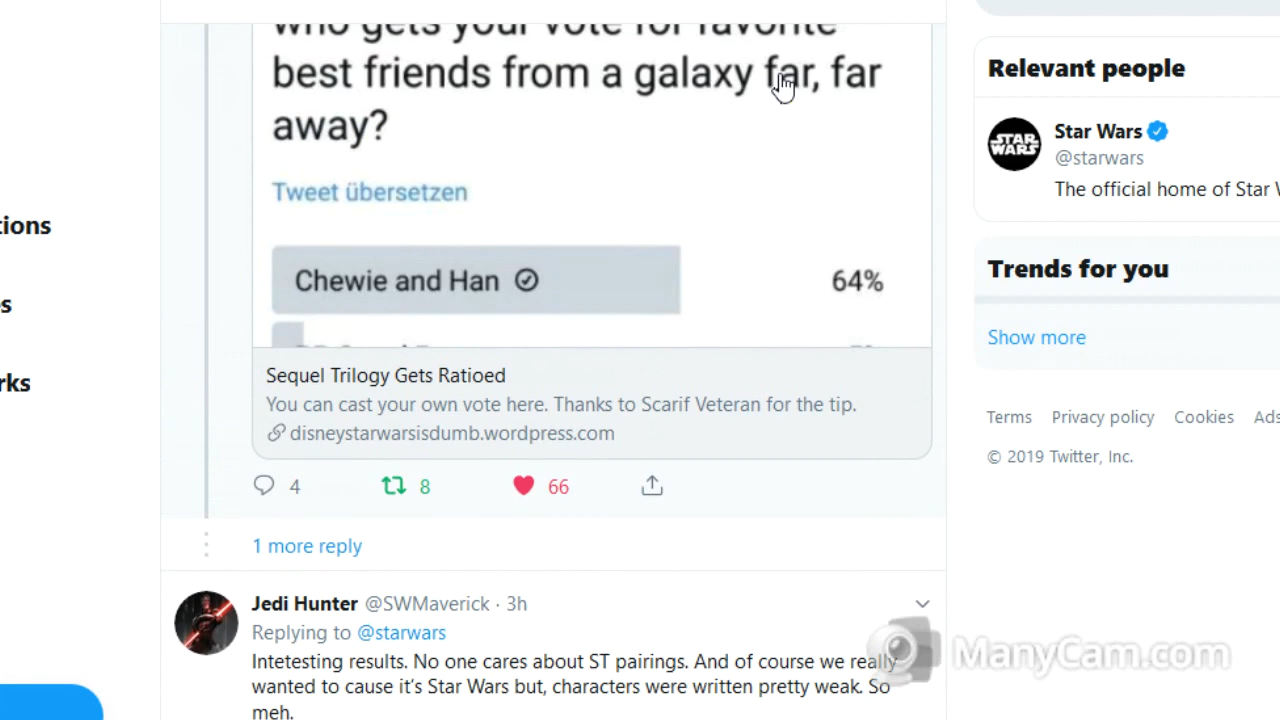 who gets your vote for favorite
best friends from a galaxy far, far
away?
Tweet übersetzen
Chewie and Han
64%
Sequel Trilogy Gets Ratioed
You can cast your own vote here. Thanks to Scarif Veteran for the tip.
disneystarwarsisdumb.wordpress.com
4 8 66
1 more reply
Jedi Hunter @SWMaverick · 3h
Replying to @starwars
Intetesting results. No one cares about ST pairings. And of course we really
wanted to cause it's Star Wars but, characters were written pretty weak. So
meh.
tions
s
rks
Relevant people
STAR
WARS
Star Wars
@starwars
The official home of Star W
Trends for you
Show more
Terms Privacy policy Cookies Ads
© 2019 Twitter, Inc.
ManyCam.com